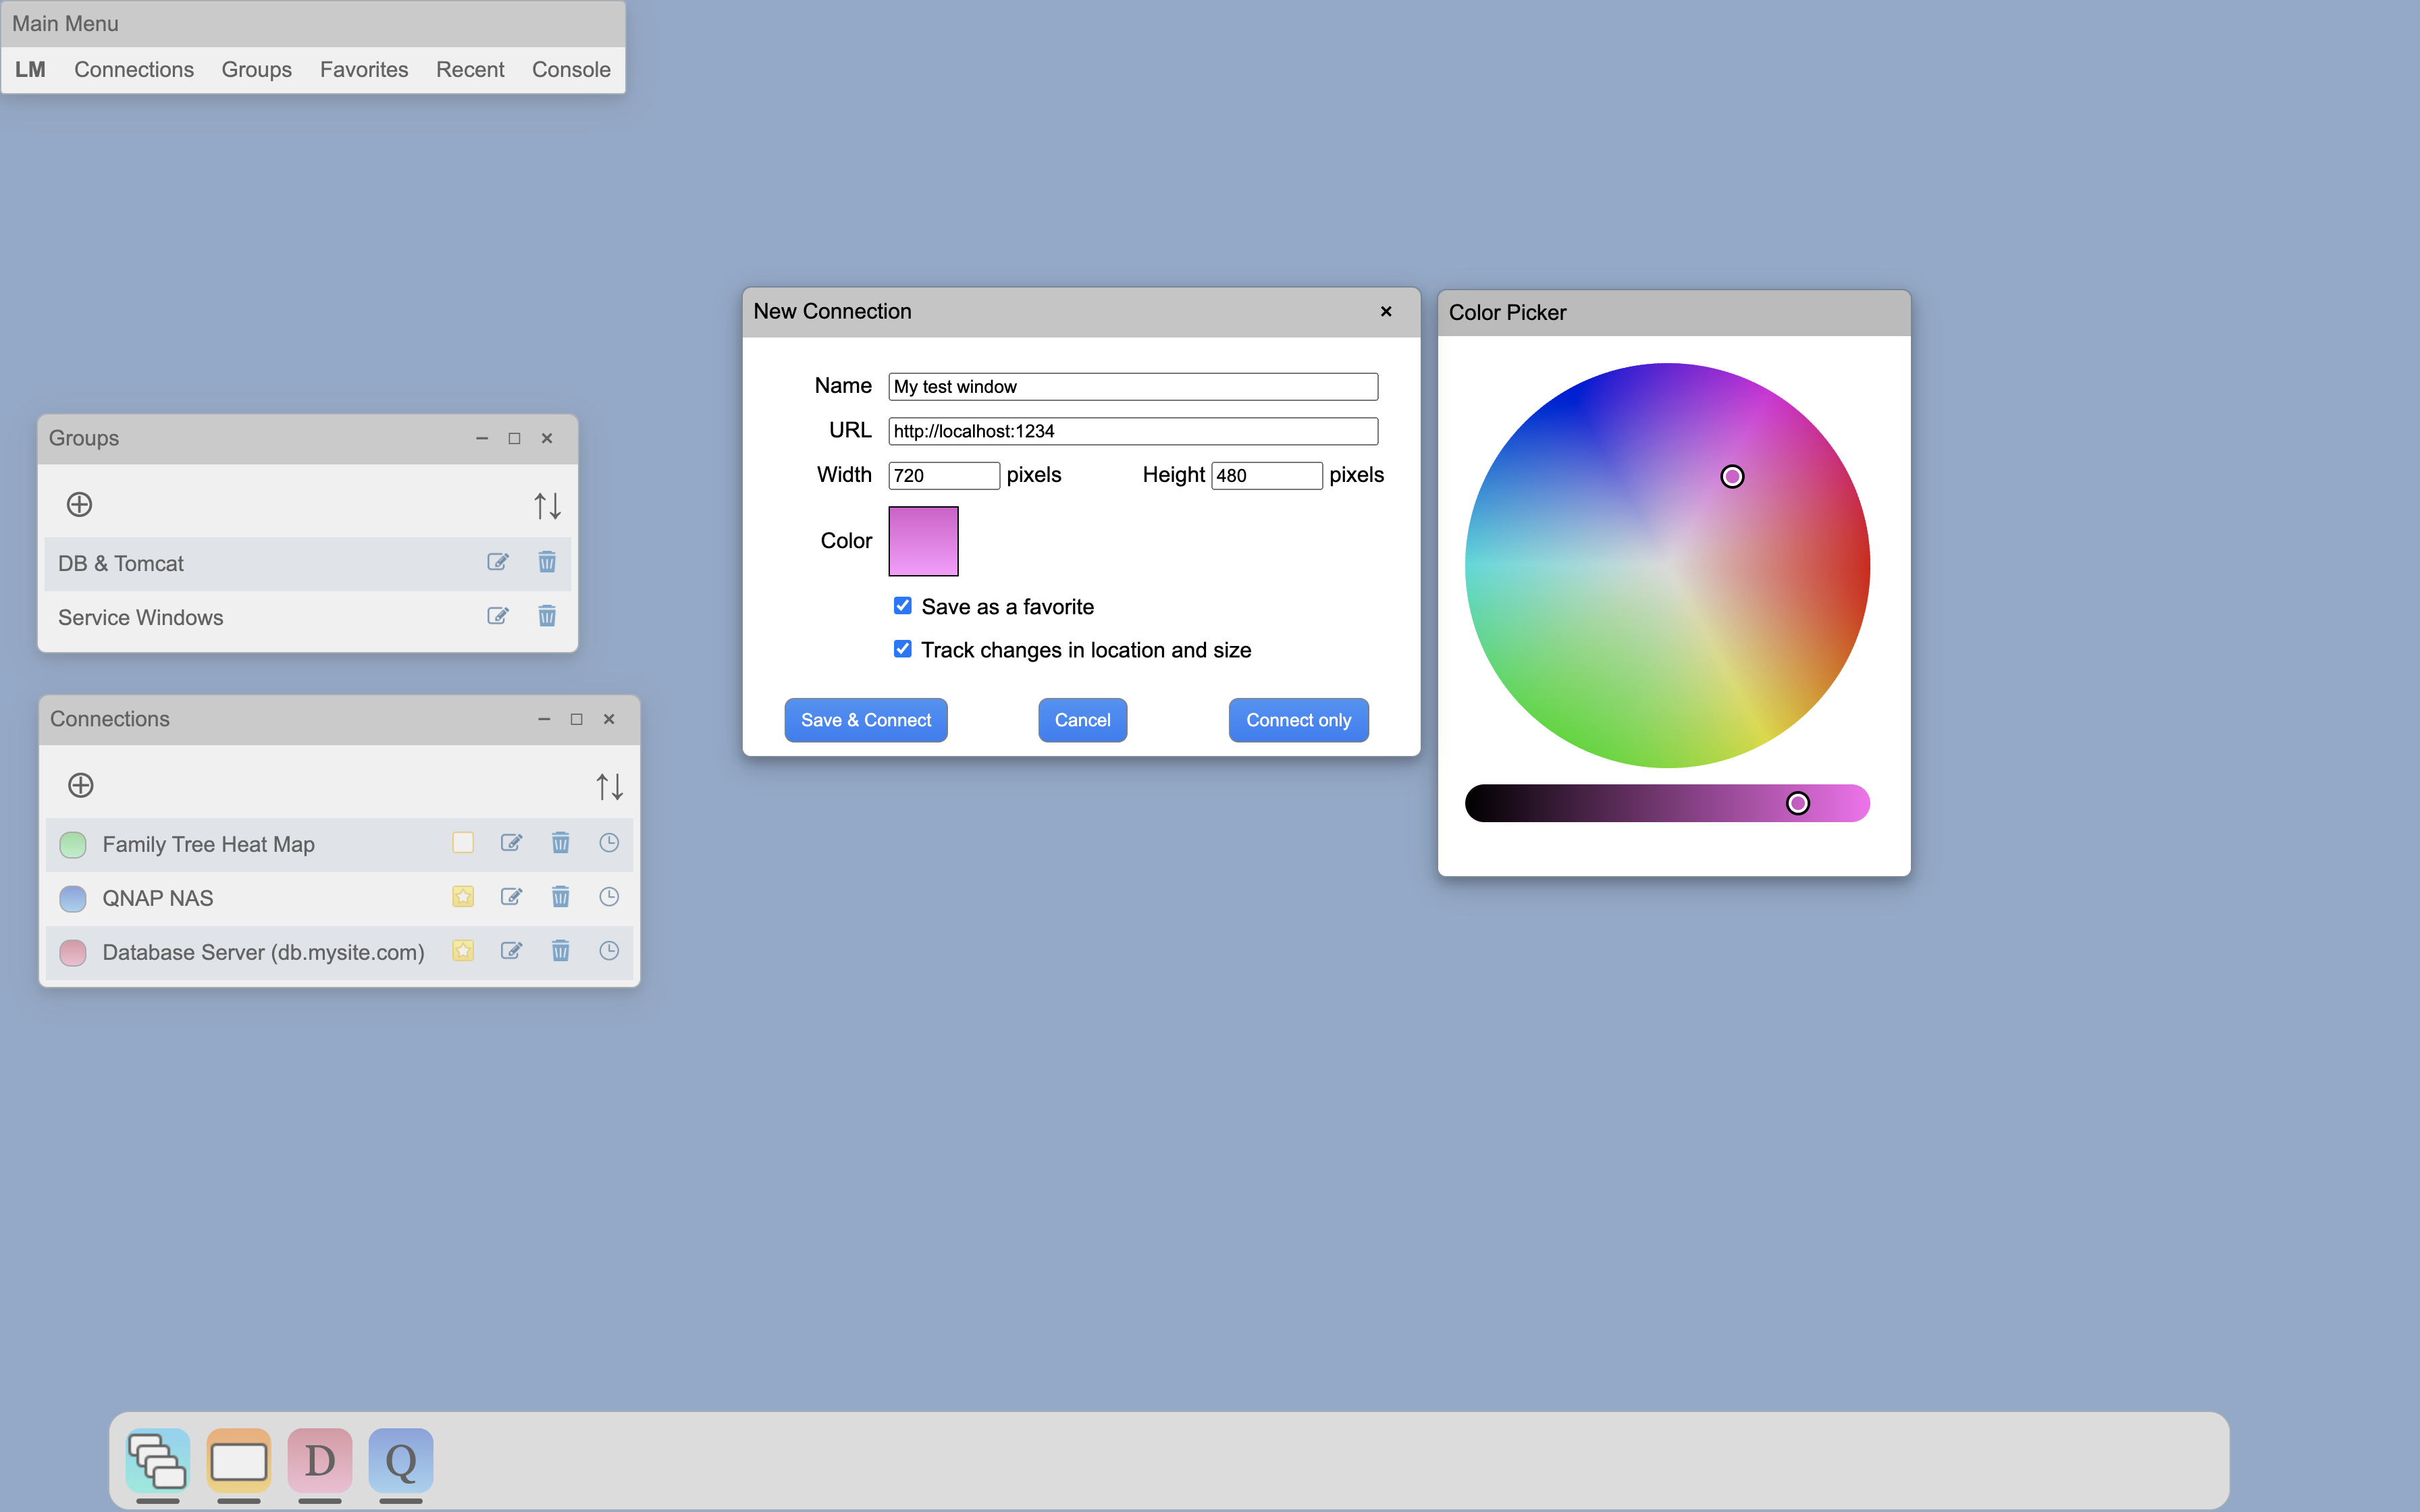 Main Menu
LM Connections Groups Favorites Recent Console
New Connection
Name My test window
URL http://localhost:1234
Width 720 pixels Height 480 pixels
Color
Save as a favorite
Track changes in location and size
Save & Connect Cancel Connect only
Color Picker
Groups
DB & Tomcat
Service Windows
Connections
Family Tree Heat Map
QNAP NAS
Database Server (db.mysite.com)
D Q